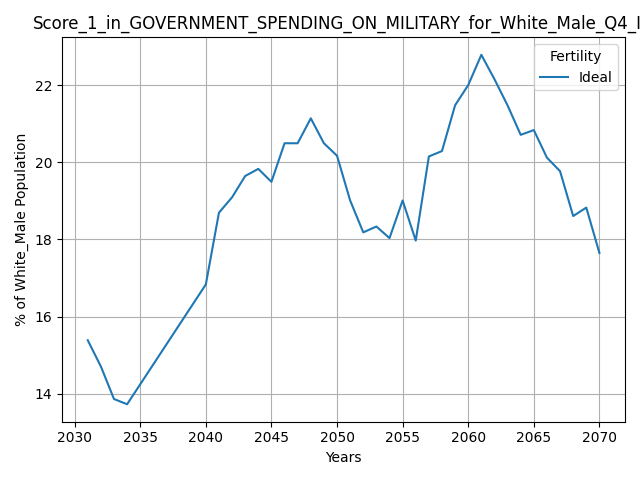 Score_1_in_GOVERNMENT_SPENDING_ON_MILITARY_for_White_Male_Q4_I
Fertility
Ideal
% of White_Male Population
22
20
18
16
14
2030 2035 2040 2045 2050 2055 2060 2065 2070
Years